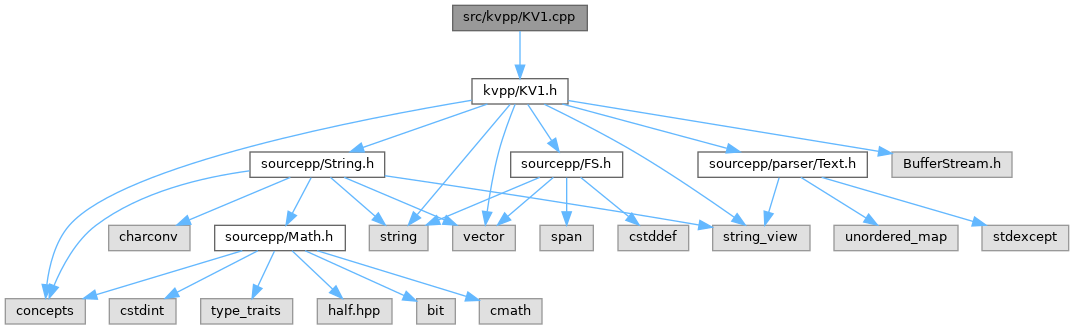 src/kvpp/KV1.cpp
kvpp/KV1.h
sourcepp/String.h
sourcepp/FS.h
sourcepp/parser/Text.h
BufferStream.h
charconv
sourcepp/Math.h
string
vector
span
cstddef
string_view
unordered_map
stdexcept
concepts
cstdint
type_traits
half.hpp
bit
cmath